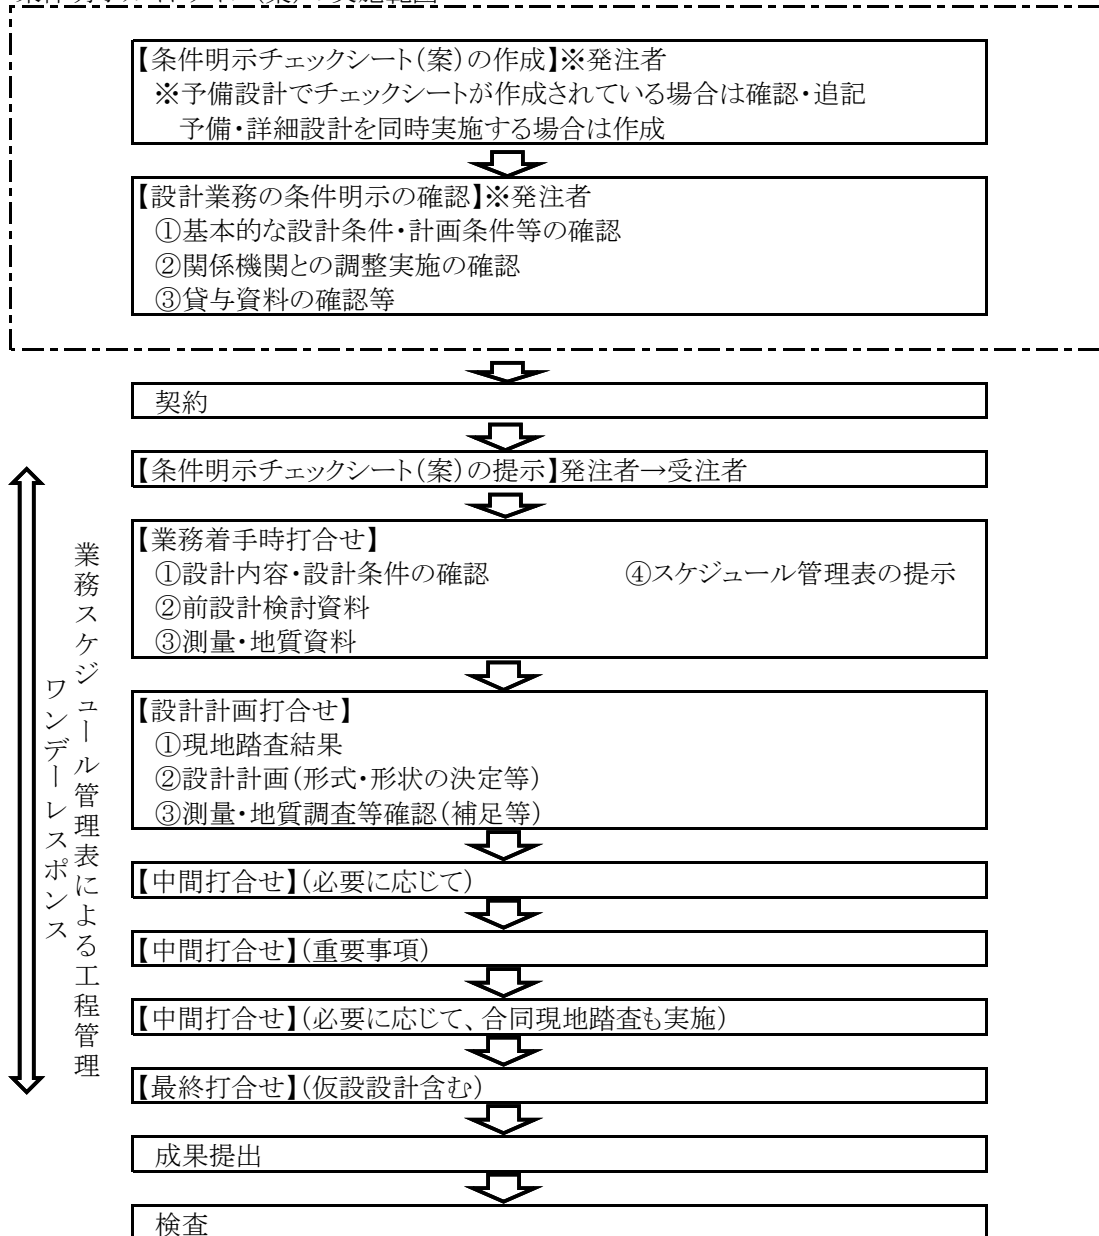 【条件明示チェックシート(案)の作成】※発注者
※予備設計でチェックシートが作成されている場合は確認・追記
予備・詳細設計を同時実施する場合は作成
【設計業務の条件明示の確認】※発注者
①基本的な設計条件・計画条件等の確認
②関係機関との調整実施の確認
③貸与資料の確認等
契約
【条件明示チェックシート(案)の提示】発注者→受注者
【業務着手時打合せ】
①設計内容・設計条件の確認 ④スケジュール管理表の提示
②前設計検討資料
③測量・地質資料
【設計計画打合せ】
①現地踏査結果
②設計計画(形式・形状の決定等)
③測量・地質調査等確認(補足等)
【中間打合せ】(必要に応じて)
【中間打合せ】(重要事項)
【中間打合せ】(必要に応じて、合同現地踏査も実施)
【最終打合せ】(仮設設計含む)
成果提出
検査
業務スケジュール管理表による工程管理
ワンデーレスポンス